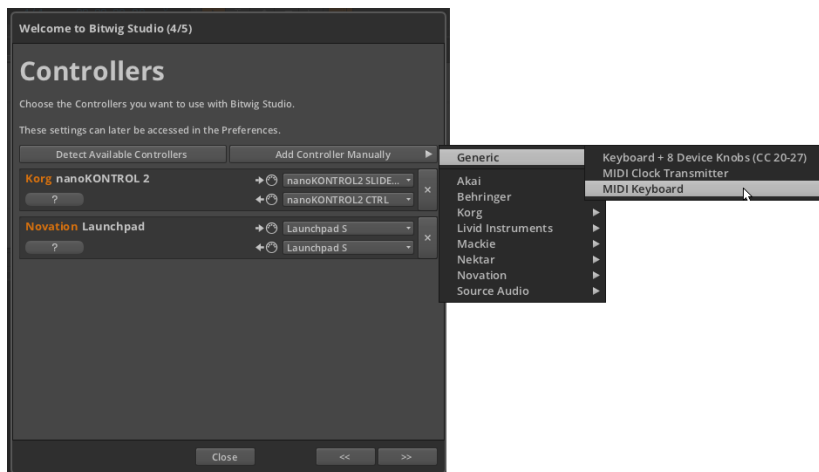 Welcome to Bitwig Studio (4/5)
Controllers
Choose the Controllers you want to use with Bitwig Studio.
These settings can later be accessed in the Preferences.
Detect Available Controllers
Add Controller Manually
Korg nanoKONTROL 2
nanoKONTROL2 SLIDE...
?
nanoKONTROL2 CTRL
Novation Launchpad
Launchpad S
?
Launchpad S
Close
<<
>>
Generic
Akai
Behringer
Korg
Livid Instruments
Mackie
Nektar
Novation
Source Audio
Keyboard + 8 Device Knobs (CC 20-27)
MIDI Clock Transmitter
MIDI Keyboard